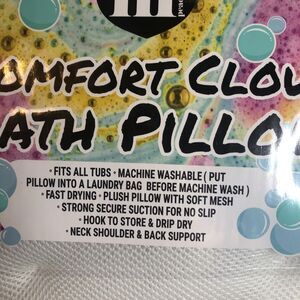 COMFORT CLOU
ATH PILLO
• FITS ALL TUBS • MACHINE WASHABLE ( PUT
PILLOW INTO A LAUNDRY BAG BEFORE MACHINE WASH )
• FAST DRYING • PLUSH PILLOW WITH SOFT MESH
• STRONG SECURE SUCTION FOR NO SLIP
• HOOK TO STORE & DRIP DRY
• NECK SHOULDER & BACK SUPPORT